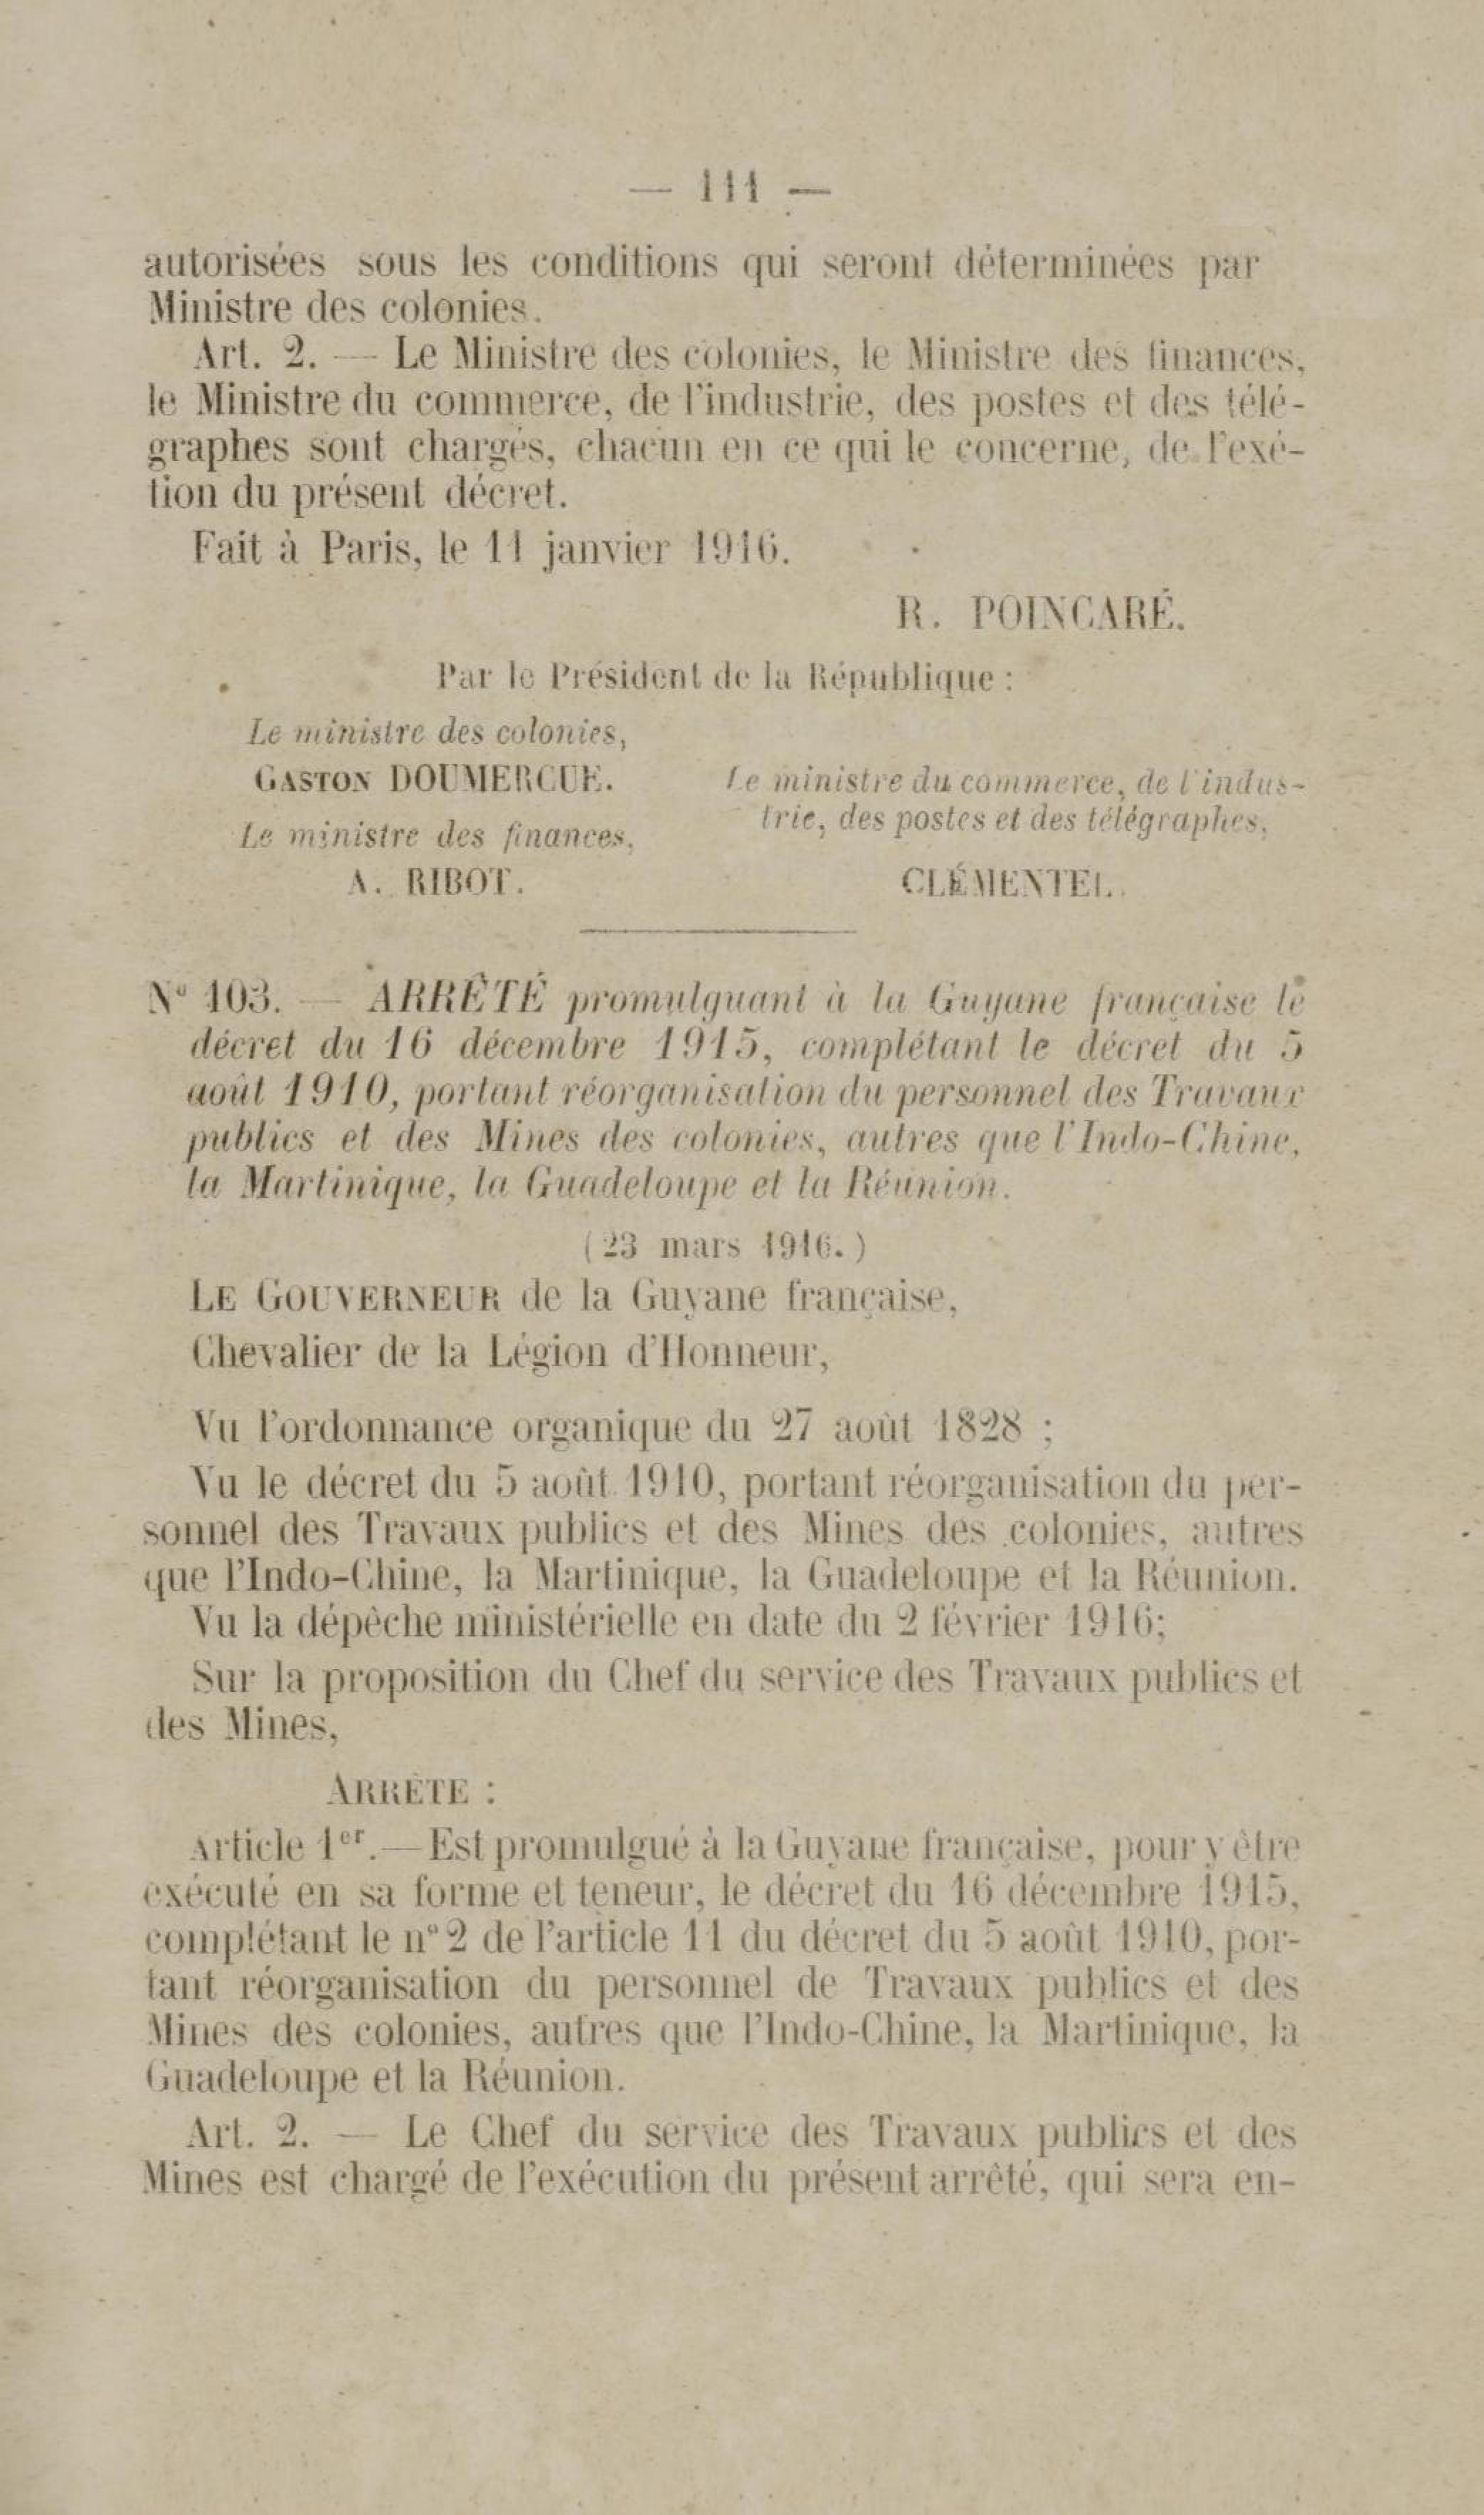 — 111 —
autorisées sous les conditions qui seront déterminées par
Ministre des colonies.
Art. 2. — Le Ministre des colonies, le Ministre des finances,
le Ministre du commerce, de l'industrie, des postes et des télé-
graphes sont chargés, chacun en ce qui le concerne, de l'exé-
tion du présent décret.
Fait à Paris, le 11 janvier 1916.
R. POINCARÉ.
Par le Président de la République :
Le ministre des colonies,
GASTON DOUMERGUE.
Le ministre des finances,
A. RIBOT.
Le ministre du commerce, de l'indus-
trie, des postes et des télégraphes,
CLÉMENTEL.
N° 103. — ARRÊTÉ promulguant à la Guyane française le
décret du 16 décembre 1915, complétant le décret du 5
août 1910, portant réorganisation du personnel des Travaux
publics et des Mines des colonies, autres que l'Indo-Chine,
la Martinique, la Guadeloupe et la Réunion.
(23 mars 1916.)
LE GOUVERNEUR de la Guyane française,
Chevalier de la Légion d'Honneur,
Vu l'ordonnance organique du 27 août 1828 ;
Vu le décret du 5 août 1910, portant réorganisation du per-
sonnel des Travaux publics et des Mines des colonies, autres
que l'Indo-Chine, la Martinique, la Guadeloupe et la Réunion.
Vu la dépêche ministérielle en date du 2 février 1916;
Sur la proposition du Chef du service des Travaux publics et
des Mines,
ARRÊTE :
Article 1er.—Est promulgué à la Guyane française, pour y être
exécuté en sa forme et teneur, le décret du 16 décembre 1915,
complétant le n° 2 de l'article 11 du décret du 5 août 1910, por-
tant réorganisation du personnel de Travaux publics et des
Mines des colonies, autres que l'Indo-Chine, la Martinique, la
Guadeloupe et la Réunion.
Art. 2. — Le Chef du service des Travaux publics et des
Mines est chargé de l'exécution du présent arrêté, qui sera en-